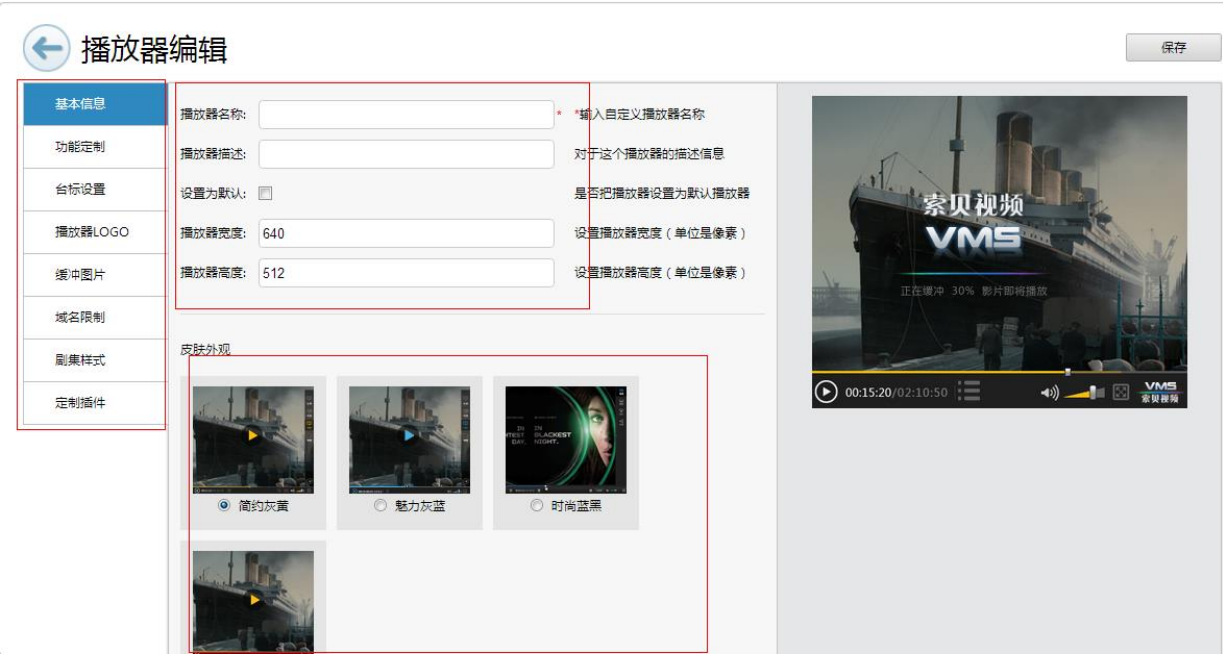 播放器编辑
保存
基本信息
功能定制
台标设置
播放器LOGO
缓冲图片
域名限制
剧集样式
定制插件
播放器名称: * *输入自定义播放器名称
播放器描述: 对于这个播放器的描述信息
设置为默认: 是否把播放器设置为默认播放器
播放器宽度: 640 设置播放器宽度(单位是像素)
播放器高度: 512 设置播放器高度(单位是像素)
皮肤外观
IN IN
BLACKEST
DAY, NIGHT.
简约灰黄
魅力灰蓝
时尚蓝黑
索贝视频
VMS
正在缓冲 30% 影片即将播放
00:15:20/02:10:50
VMS
索贝视频